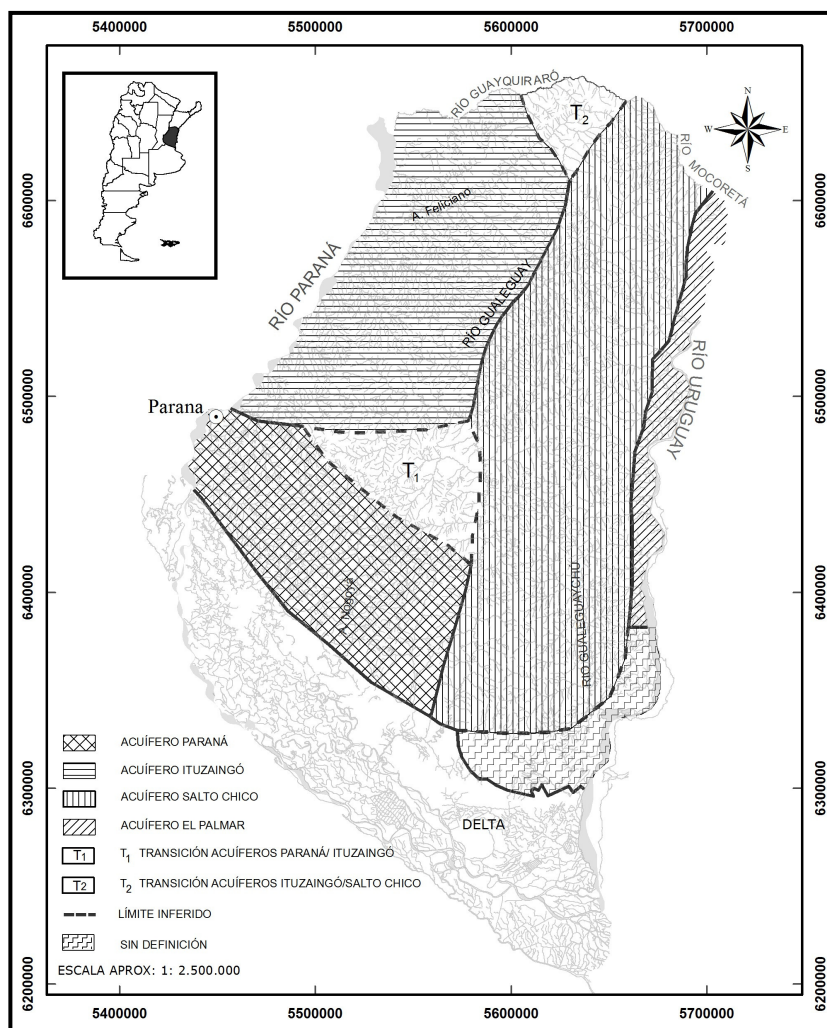 5400000 5500000 5600000 5700000
N
W E
S
6600000 6600000
6500000 6500000
6400000 6400000
6300000 6300000
6200000 6200000
RÍO GUAYQUIRARÓ
T2
RÍO MOCORETÁ
A. Feliciano
RÍO PARANÁ
RÍO GUALEGUAY
RÍO URUGUAY
Parana
T1
A. Nogoyá
RÍO GUALEGUAYCHÚ
DELTA
ACUÍFERO PARANÁ
ACUÍFERO ITUZAINGÓ
ACUÍFERO SALTO CHICO
ACUÍFERO EL PALMAR
T1 T1 TRANSICIÓN ACUÍFEROS PARANÁ/ ITUZAINGÓ
T2 T2 TRANSICIÓN ACUÍFEROS ITUZAINGÓ/SALTO CHICO
LÍMITE INFERIDO
SIN DEFINICIÓN
ESCALA APROX: 1: 2.500.000
5400000 5500000 5600000 5700000